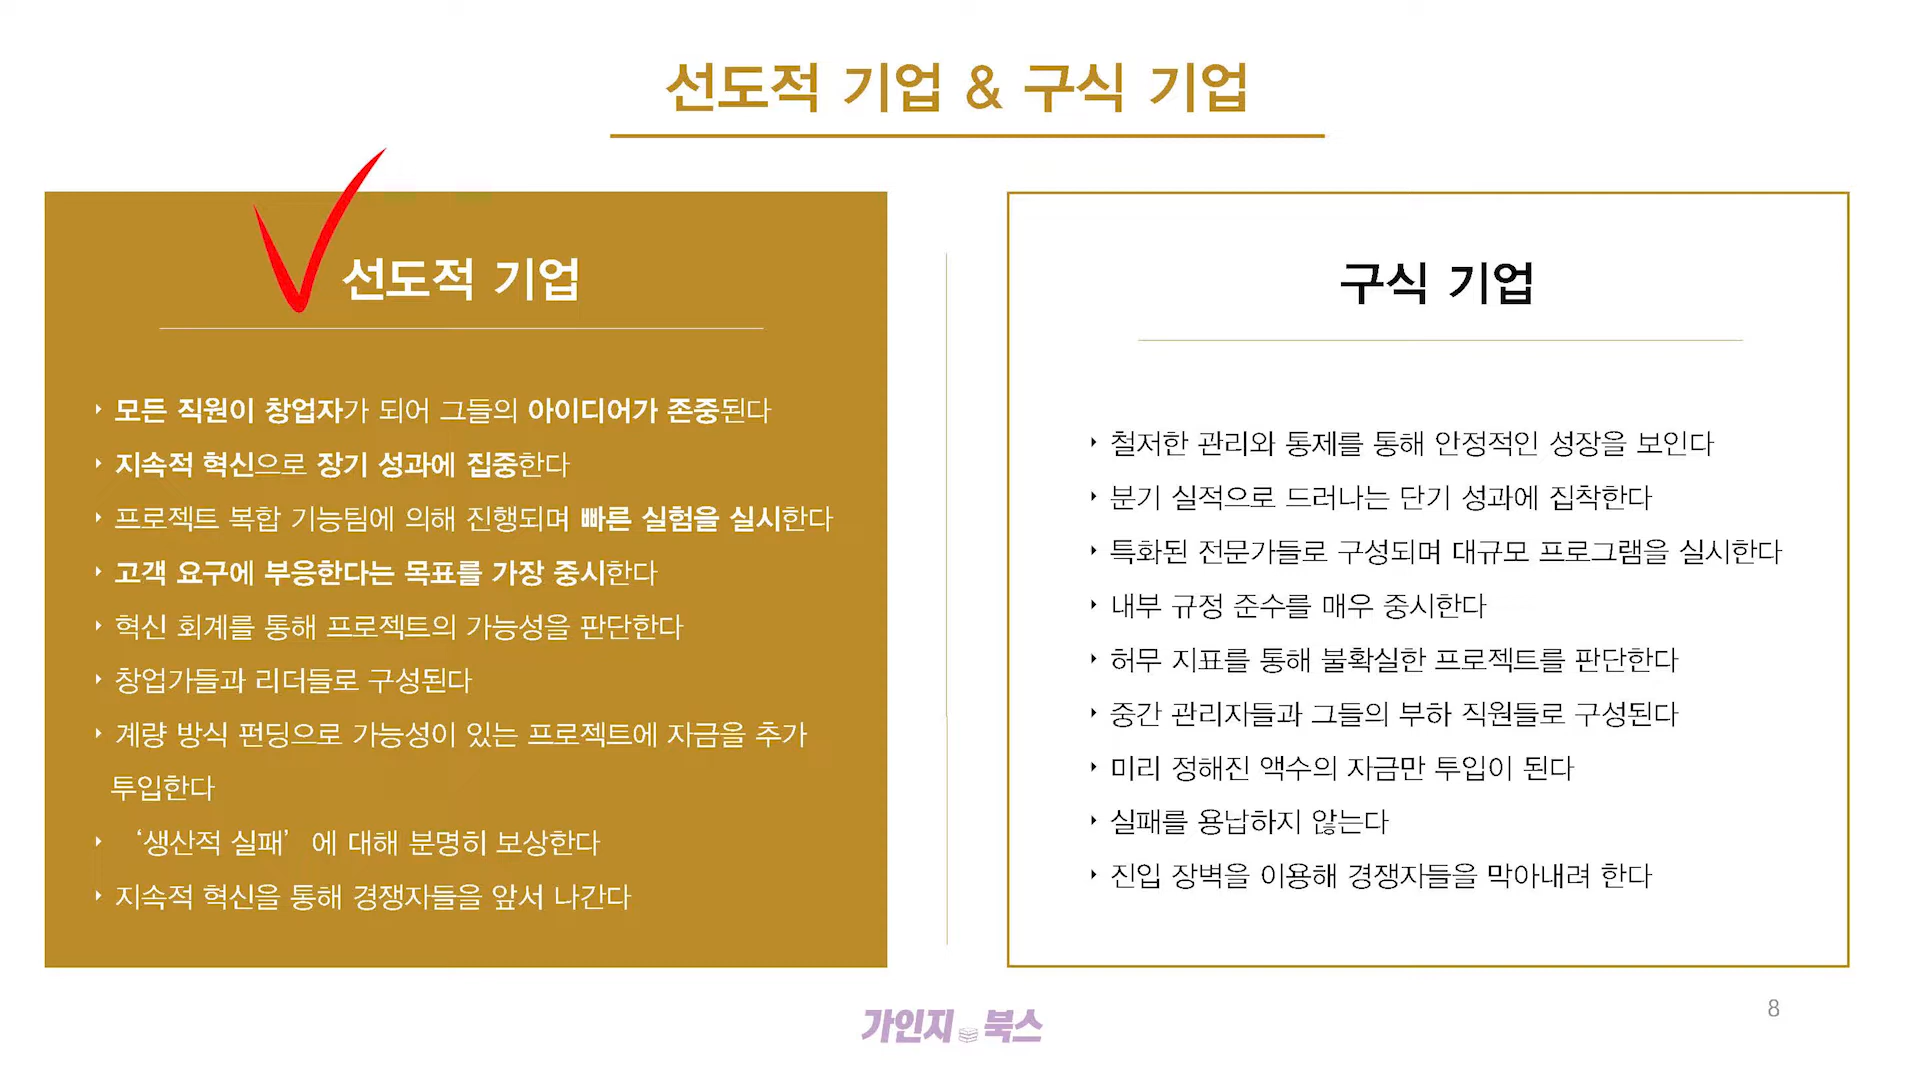 선도적 기업 & 구식 기업
선도적 기업
‣ 모든 직원이 창업자가 되어 그들의 아이디어가 존중된다
‣ 지속적 혁신으로 장기 성과에 집중한다
‣ 프로젝트 복합 기능팀에 의해 진행되며 빠른 실험을 실시한다
‣ 고객 요구에 부응한다는 목표를 가장 중시한다
‣ 혁신 회계를 통해 프로젝트의 가능성을 판단한다
‣ 창업가들과 리더들로 구성된다
‣ 계량 방식 펀딩으로 가능성이 있는 프로젝트에 자금을 추가
투입한다
‣ ‘생산적 실패’에 대해 분명히 보상한다
‣ 지속적 혁신을 통해 경쟁자들을 앞서 나간다
구식 기업
‣ 철저한 관리와 통제를 통해 안정적인 성장을 보인다
‣ 분기 실적으로 드러나는 단기 성과에 집착한다
‣ 특화된 전문가들로 구성되며 대규모 프로그램을 실시한다
‣ 내부 규정 준수를 매우 중시한다
‣ 허무 지표를 통해 불확실한 프로젝트를 판단한다
‣ 중간 관리자들과 그들의 부하 직원들로 구성된다
‣ 미리 정해진 액수의 자금만 투입이 된다
‣ 실패를 용납하지 않는다
‣ 진입 장벽을 이용해 경쟁자들을 막아내려 한다
가인지 북스
8